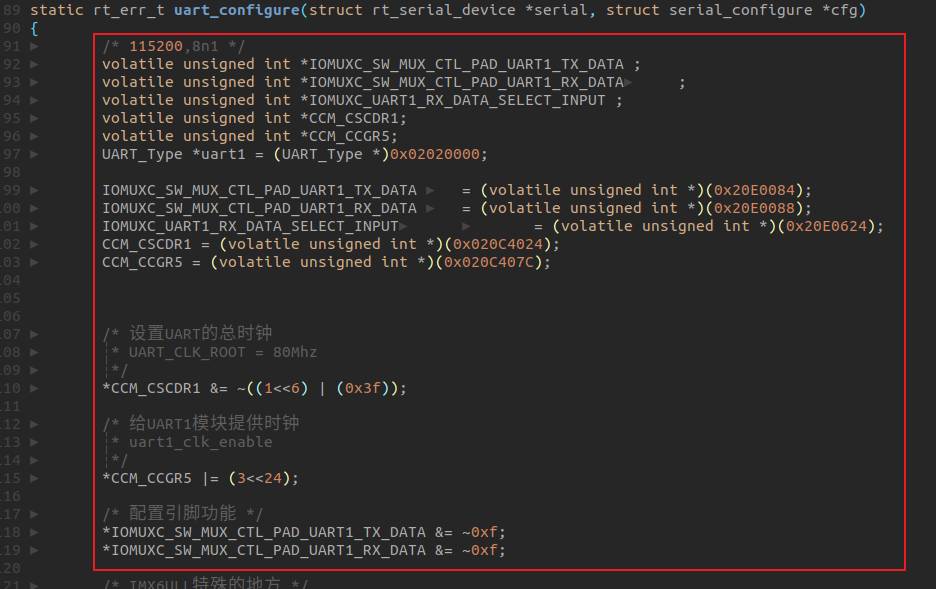 89 static rt_err_t uart_configure(struct rt_serial_device *serial, struct serial_configure *cfg)
90 {
91 /* 115200,8n1 */
92 volatile unsigned int *IOMUXC_SW_MUX_CTL_PAD_UART1_TX_DATA ;
93 volatile unsigned int *IOMUXC_SW_MUX_CTL_PAD_UART1_RX_DATA ;
94 volatile unsigned int *IOMUXC_UART1_RX_DATA_SELECT_INPUT ;
95 volatile unsigned int *CCM_CSCDR1;
96 volatile unsigned int *CCM_CCGR5;
97 UART_Type *uart1 = (UART_Type *)0x02020000;
98
99 IOMUXC_SW_MUX_CTL_PAD_UART1_TX_DATA = (volatile unsigned int *)(0x20E0084);
00 IOMUXC_SW_MUX_CTL_PAD_UART1_RX_DATA = (volatile unsigned int *)(0x20E0088);
01 IOMUXC_UART1_RX_DATA_SELECT_INPUT = (volatile unsigned int *)(0x20E0624);
02 CCM_CSCDR1 = (volatile unsigned int *)(0x020C4024);
03 CCM_CCGR5 = (volatile unsigned int *)(0x020C407C);
04
05
06
07 /* 设置UART的总时钟
08 * UART_CLK_ROOT = 80Mhz
09 */
10 *CCM_CSCDR1 &= ~((1<<6) | (0x3f));
11
12 /* 给UART1模块提供时钟
13 * uart1_clk_enable
14 */
15 *CCM_CCGR5 |= (3<<24);
16
17 /* 配置引脚功能 */
18 *IOMUXC_SW_MUX_CTL_PAD_UART1_TX_DATA &= ~0xf;
19 *IOMUXC_SW_MUX_CTL_PAD_UART1_RX_DATA &= ~0xf;
20
21 /* IMX6ULL特殊的地方 */